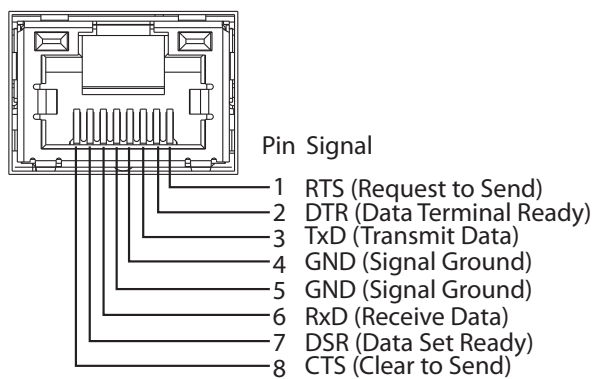 Pin Signal
1 RTS (Request to Send)
2 DTR (Data Terminal Ready)
3 TxD (Transmit Data)
4 GND (Signal Ground)
5 GND (Signal Ground)
6 RxD (Receive Data)
7 DSR (Data Set Ready)
8 CTS (Clear to Send)